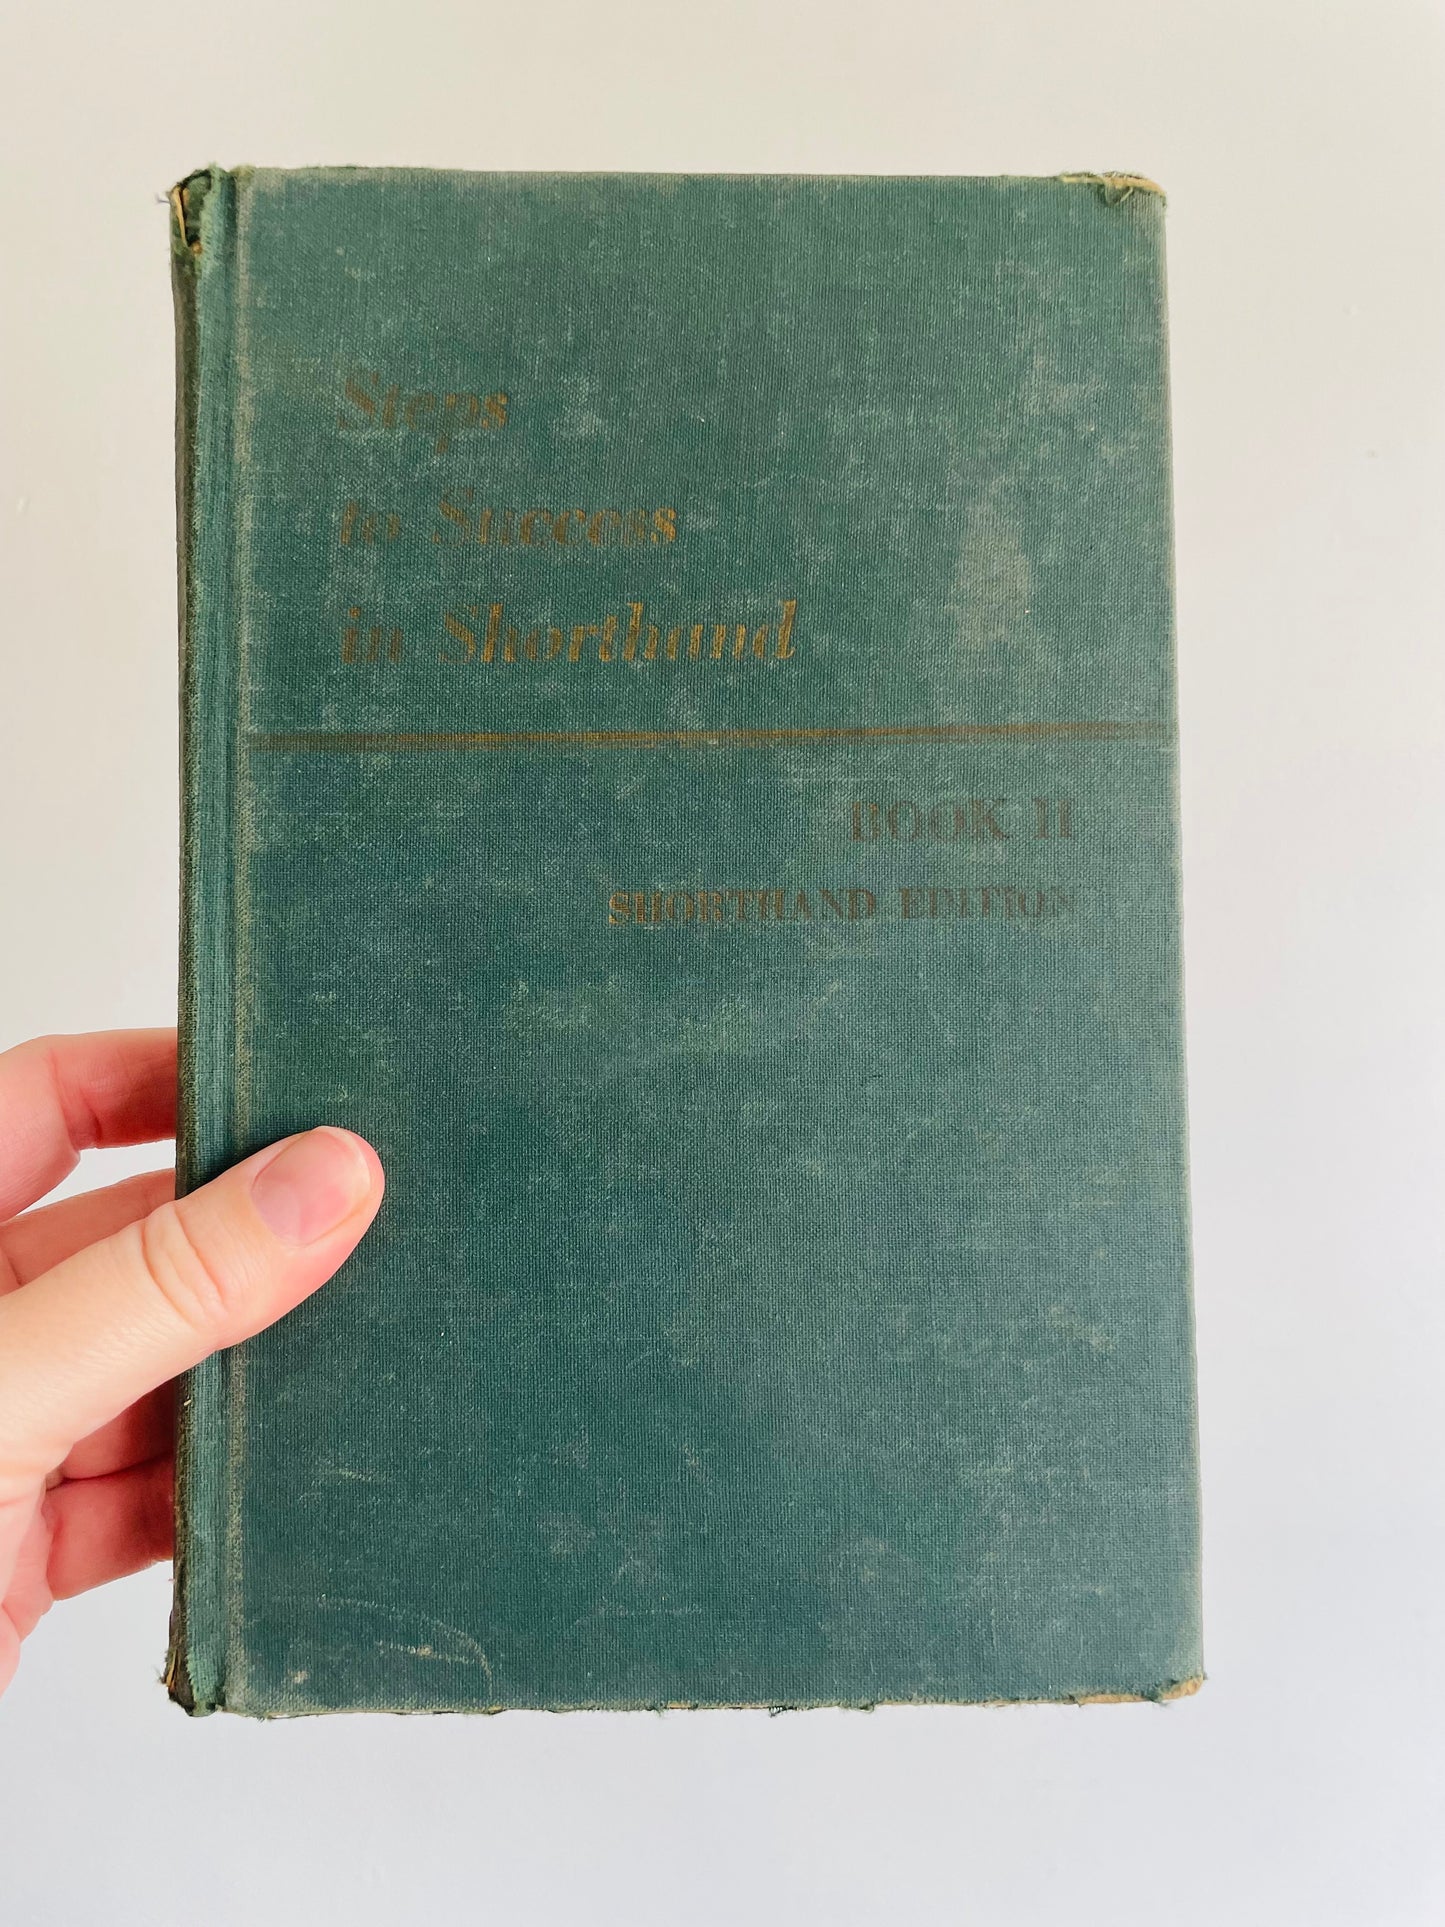 Steps
to Success
in Shorthand
BOOK II
SHORTHAND EDITION